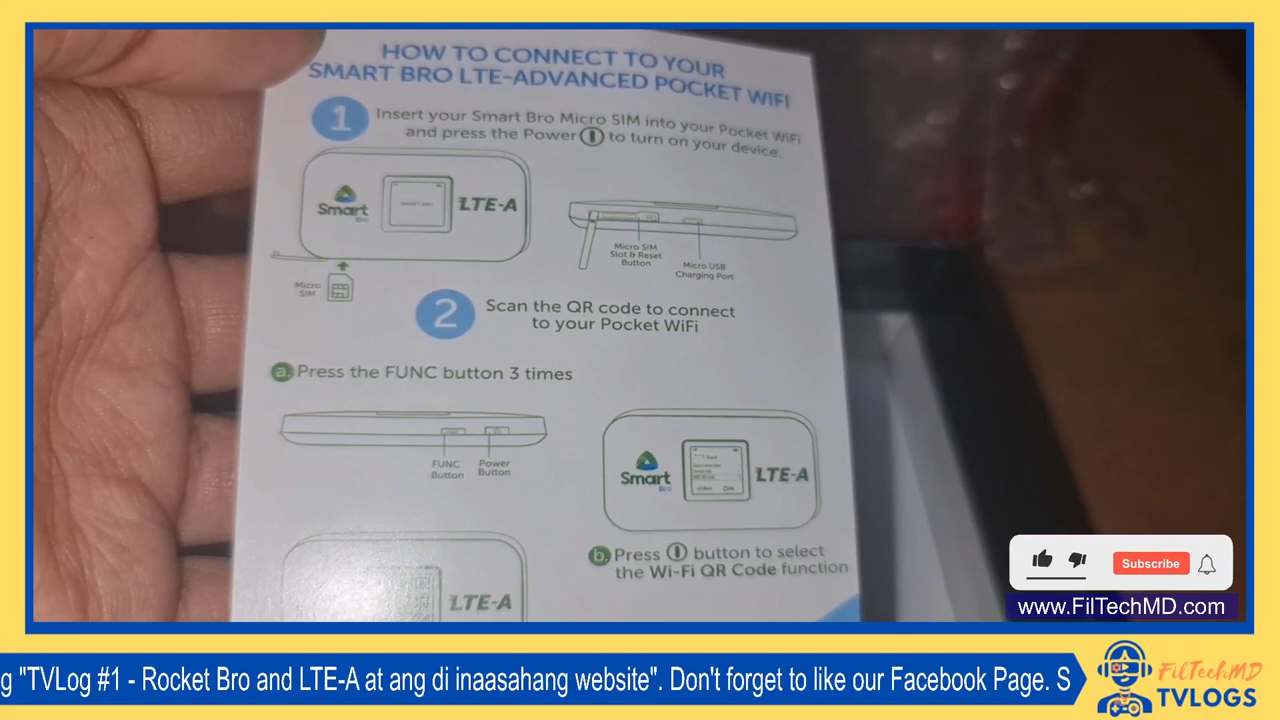 HOW TO CONNECT TO YOUR
SMART BRO LTE-ADVANCED POCKET WIFI
1
Insert your Smart Bro Micro SIM into your Pocket WiFi
and press the Power to turn on your device.
Smart
Bro
SMART BRO
LTE-A
Micro SIM
Slot & Reset
Button
Micro USB
Charging Port
Micro
SIM
2
Scan the QR code to connect
to your Pocket WiFi
a. Press the FUNC button 3 times
FUNC
Button
Power
Button
Smart
Bro
LTE-A
b. Press button to select
the Wi-Fi QR Code function
LTE-A
Subscribe
www.FilTechMD.com
g "TVLog #1 - Rocket Bro and LTE-A at ang di inaasahang website". Don't forget to like our Facebook Page. S
FilTechMD
TVLOGS